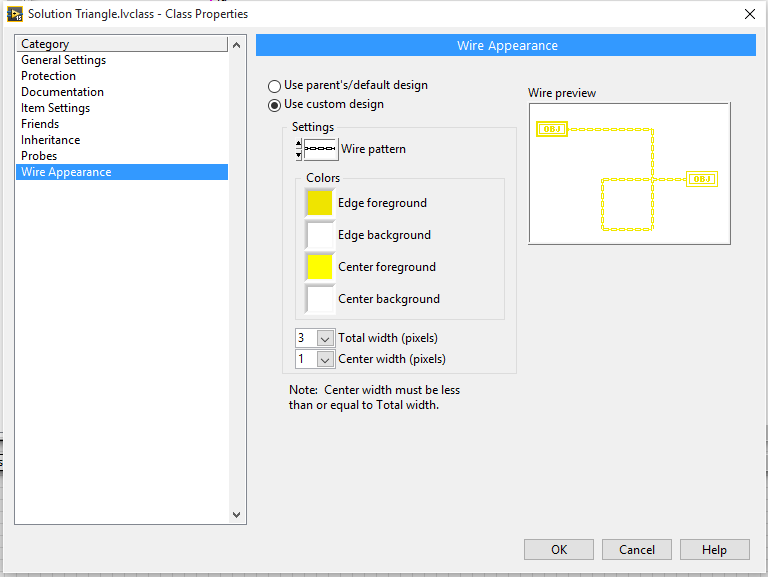 Solution Triangle.lvclass - Class Properties
Category
General Settings
Protection
Documentation
Item Settings
Friends
Inheritance
Probes
Wire Appearance
Wire Appearance
Use parent's/default design
Use custom design
Settings
Wire pattern
Colors
Edge foreground
Edge background
Center foreground
Center background
3 Total width (pixels)
1 Center width (pixels)
Note: Center width must be less
than or equal to Total width.
Wire preview
OBJ
OBJ
OK Cancel Help